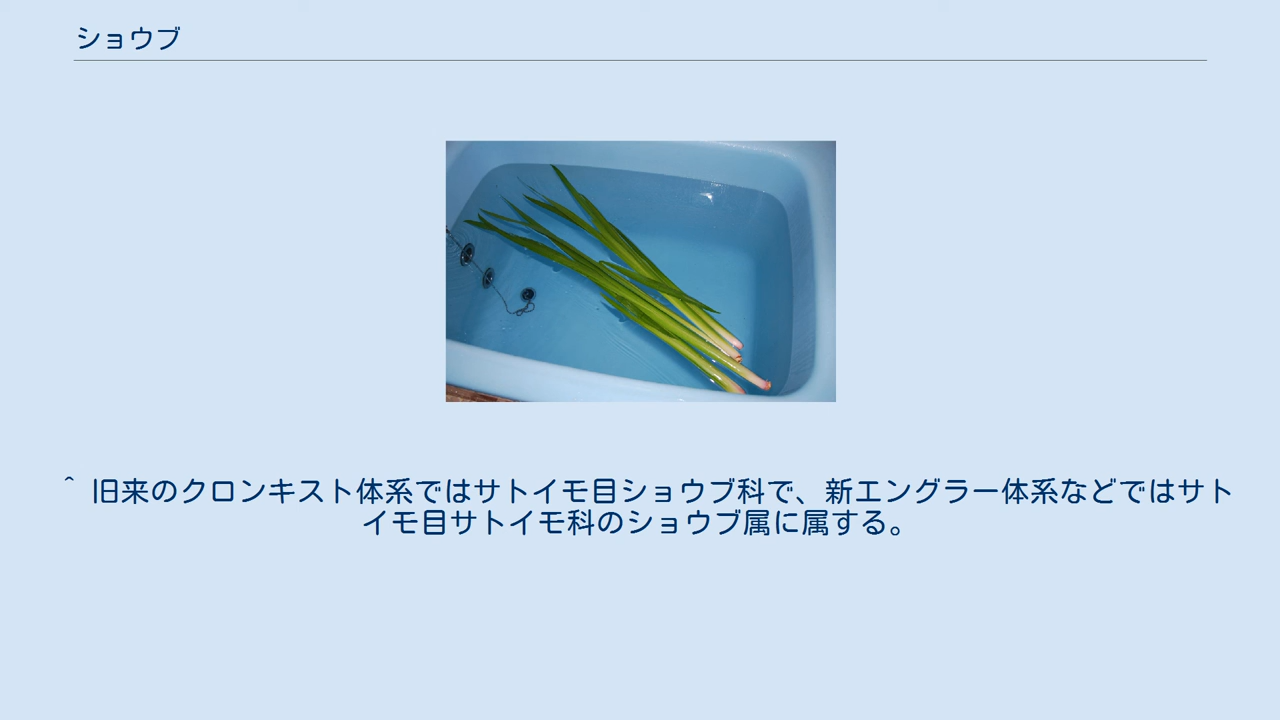 ショウブ
^ 旧来のクロンキスト体系ではサトイモ目ショウブ科で、新エングラー体系などではサト
イモ目サトイモ科のショウブ属に属する。